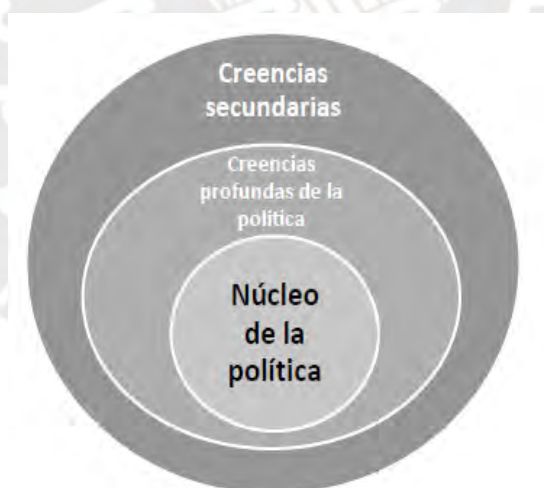 Creencias
secundarias
Creencias
profundas de la
política
Núcleo
de la
política